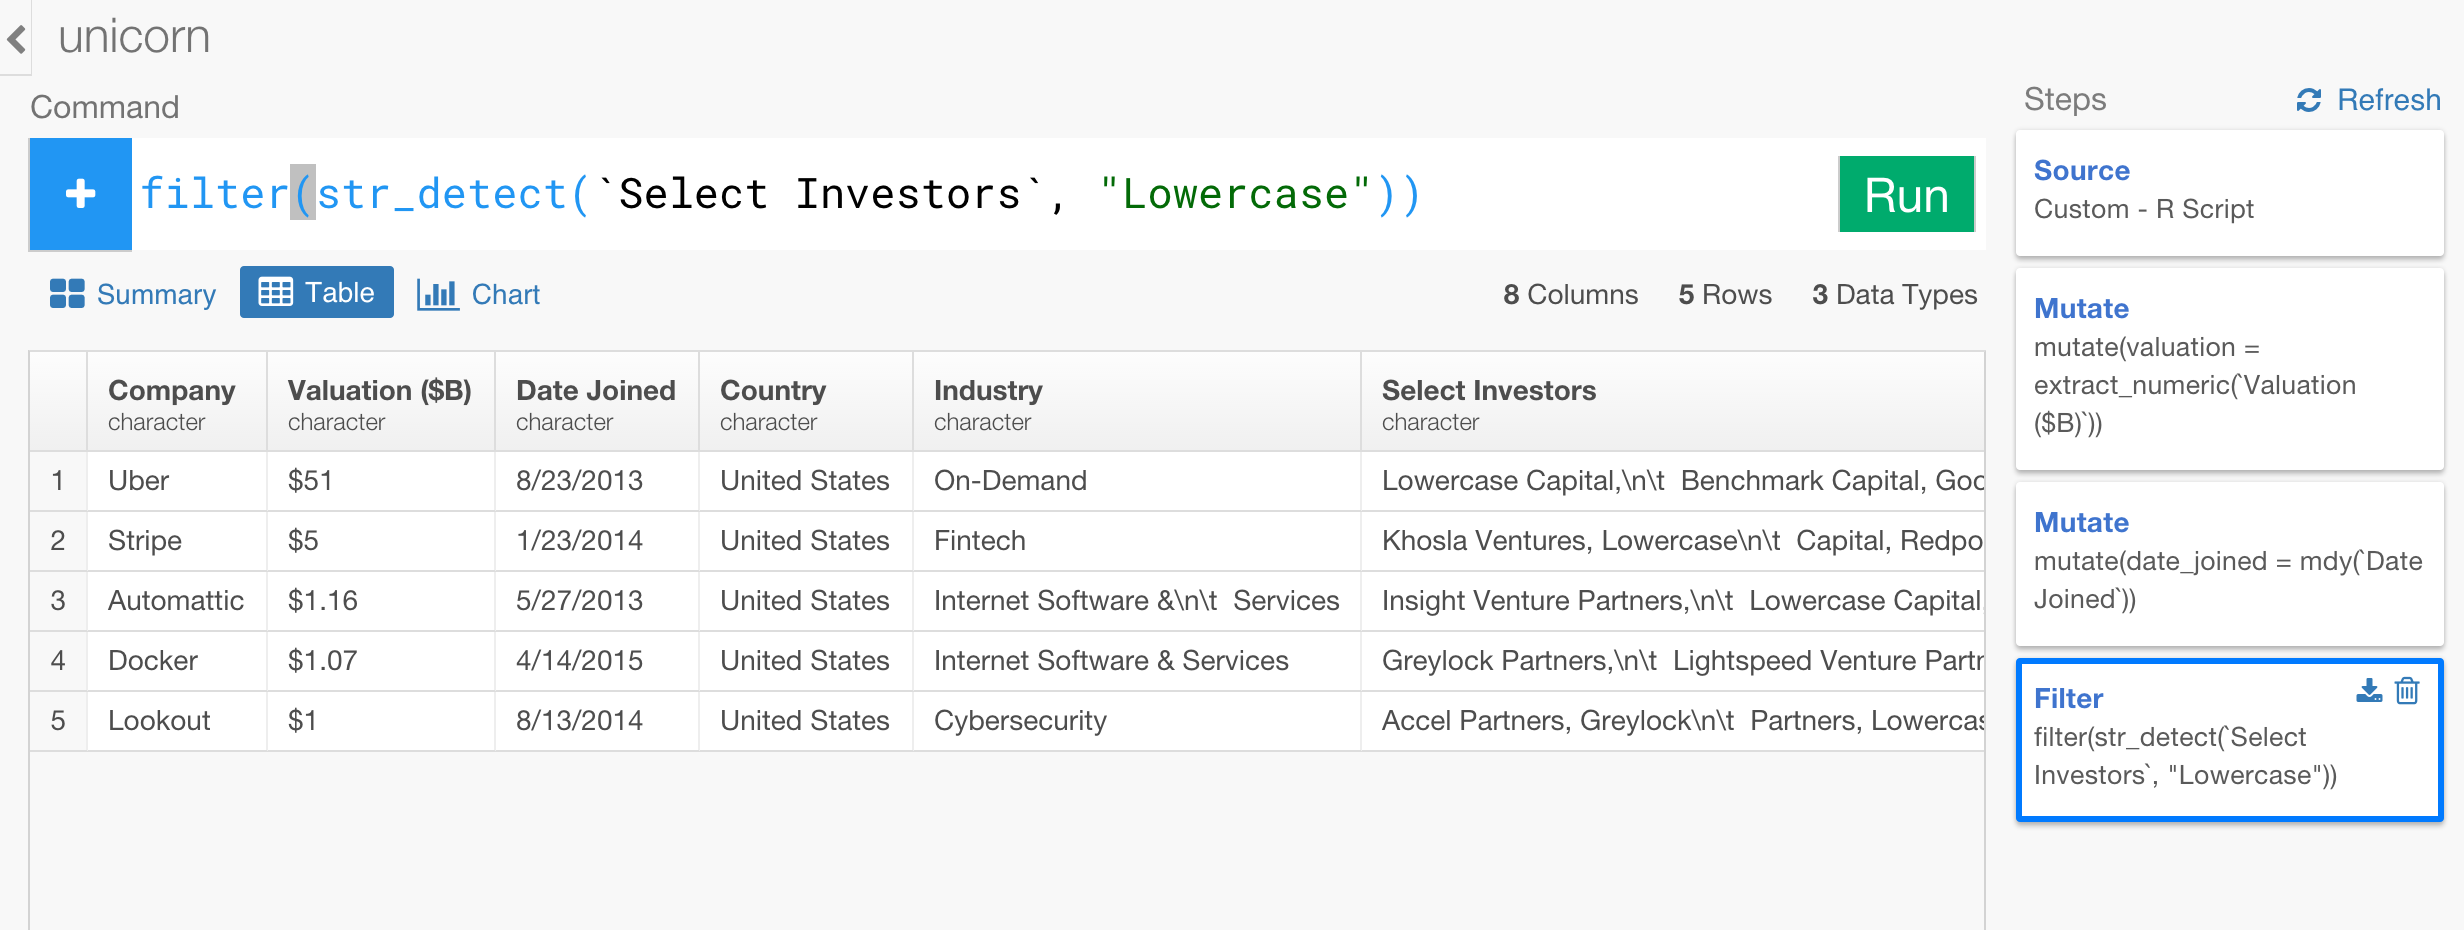 unicorn
Command
+ filter(str_detect(`Select Investors`, "Lowercase")) Run
Summary Table Chart 8 Columns 5 Rows 3 Data Types
Company Valuation ($B) Date Joined Country Industry Select Investors
character character character character character character
1 Uber $51 8/23/2013 United States On-Demand Lowercase Capital,\n\t Benchmark Capital, Goo
2 Stripe $5 1/23/2014 United States Fintech Khosla Ventures, Lowercase\n\t Capital, Redpo
3 Automattic $1.16 5/27/2013 United States Internet Software &\n\t Services Insight Venture Partners,\n\t Lowercase Capital,
4 Docker $1.07 4/14/2015 United States Internet Software & Services Greylock Partners,\n\t Lightspeed Venture Partr
5 Lookout $1 8/13/2014 United States Cybersecurity Accel Partners, Greylock\n\t Partners, Lowercas
Steps Refresh
Source
Custom - R Script
Mutate
mutate(valuation =
extract_numeric(`Valuation
($B)`))
Mutate
mutate(date_joined = mdy(`Date
Joined`))
Filter
filter(str_detect(`Select
Investors`, "Lowercase"))